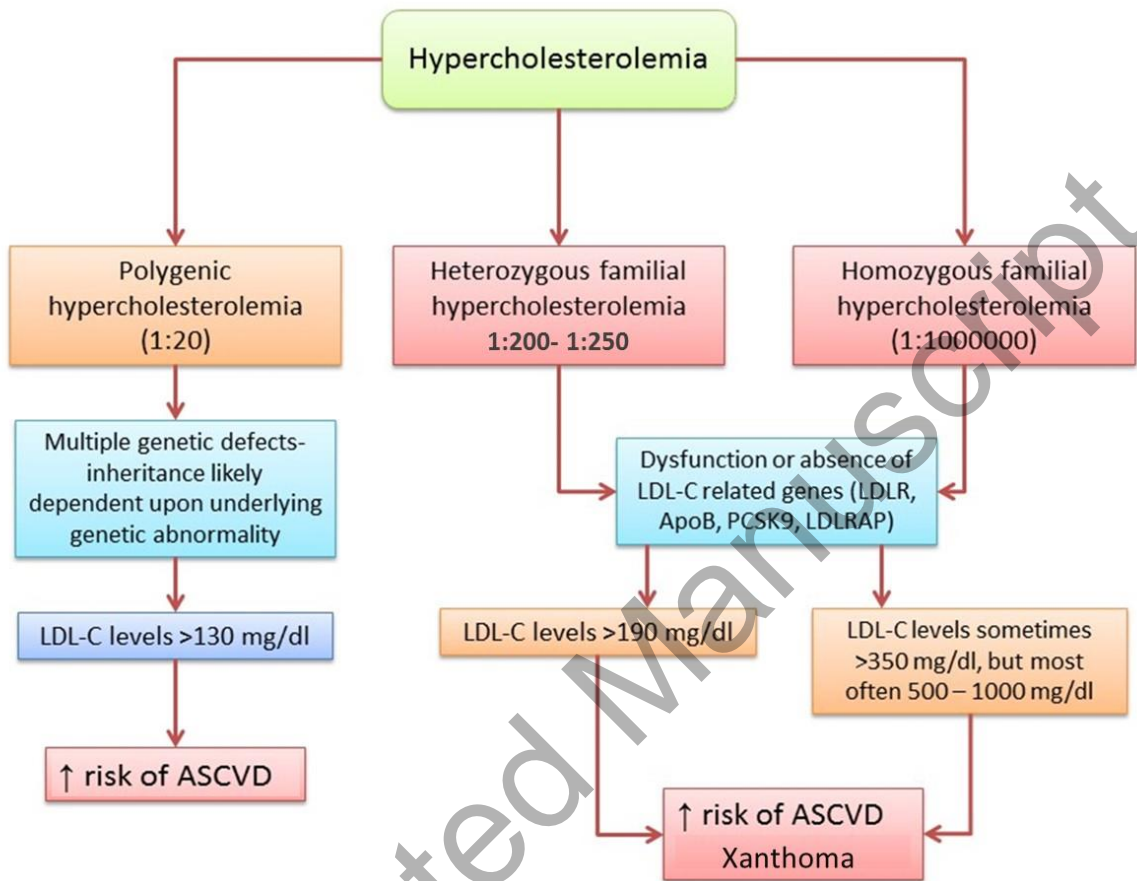 Hypercholesterolemia
Polygenic
hypercholesterolemia
(1:20)
Heterozygous familial
hypercholesterolemia
1:200- 1:250
Homozygous familial
hypercholesterolemia
(1:1000000)
Multiple genetic defects-
inheritance likely
dependent upon underlying
genetic abnormality
Dysfunction or absence of
LDL-C related genes (LDLR,
ApoB, PCSK9, LDLRAP)
LDL-C levels >130 mg/dl
LDL-C levels >190 mg/dl
LDL-C levels sometimes
>350 mg/dl, but most
often 500 – 1000 mg/dl
↑ risk of ASCVD
↑ risk of ASCVD
Xanthoma
ted Manuscript